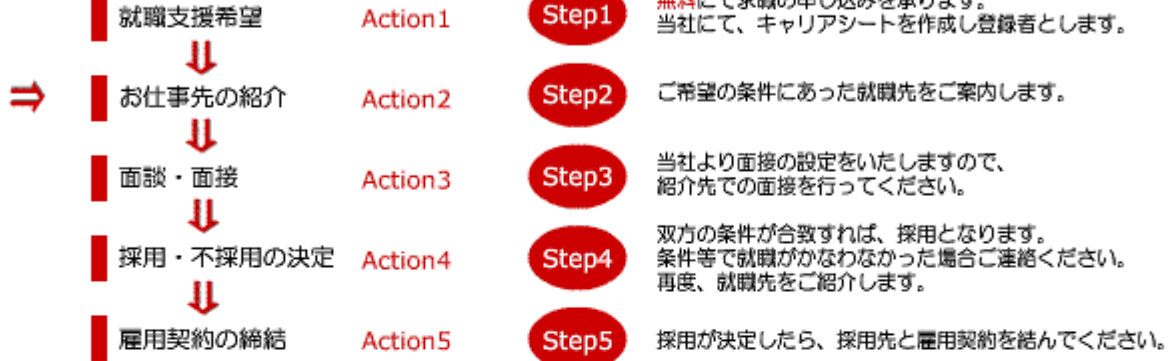 就職支援希望 Action1 Step1 無料にて求職の申し込みを承ります。
当社にて、キャリアシートを作成し登録者とします。
お仕事先の紹介 Action2 Step2 ご希望の条件にあった就職先をご案内します。
面談・面接 Action3 Step3 当社より面接の設定をいたしますので、
紹介先での面接を行ってください。
採用・不採用の決定 Action4 Step4 双方の条件が合致すれば、採用となります。
条件等で就職がかなわなかった場合ご連絡ください。
再度、就職先をご紹介します。
雇用契約の締結 Action5 Step5 採用が決定したら、採用先と雇用契約を結んでください。